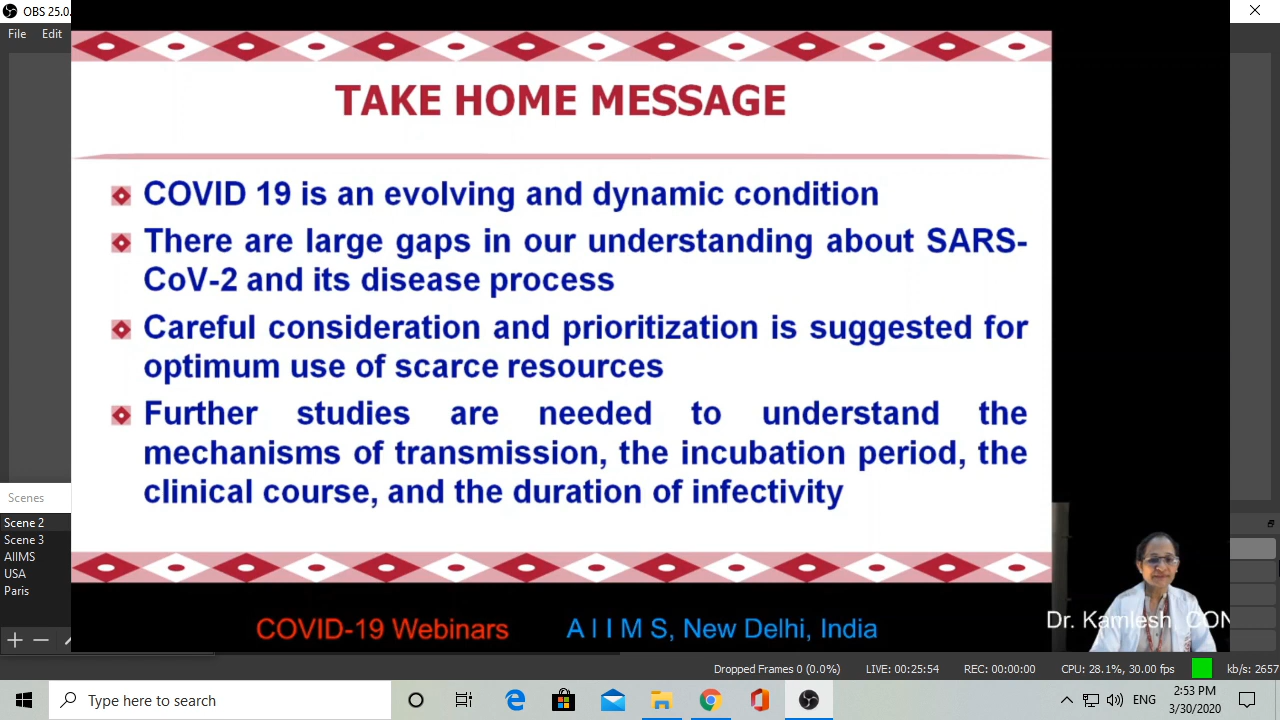 OBS 25.0.
File Edit
TAKE HOME MESSAGE
COVID 19 is an evolving and dynamic condition
There are large gaps in our understanding about SARS-
CoV-2 and its disease process
Careful consideration and prioritization is suggested for
optimum use of scarce resources
Further studies are needed to understand the
mechanisms of transmission, the incubation period, the
clinical course, and the duration of infectivity
Scenes
Scene 2
Scene 3
AIIMS
USA
Paris
Dr. Kamlesh, CON
COVID-19 Webinars A I I M S, New Delhi, India
Dropped Frames 0 (0.0%) LIVE: 00:25:54 REC: 00:00:00 CPU: 28.1%, 30.00 fps kb/s: 2657
Type here to search
ENG
2:53 PM
3/30/2020